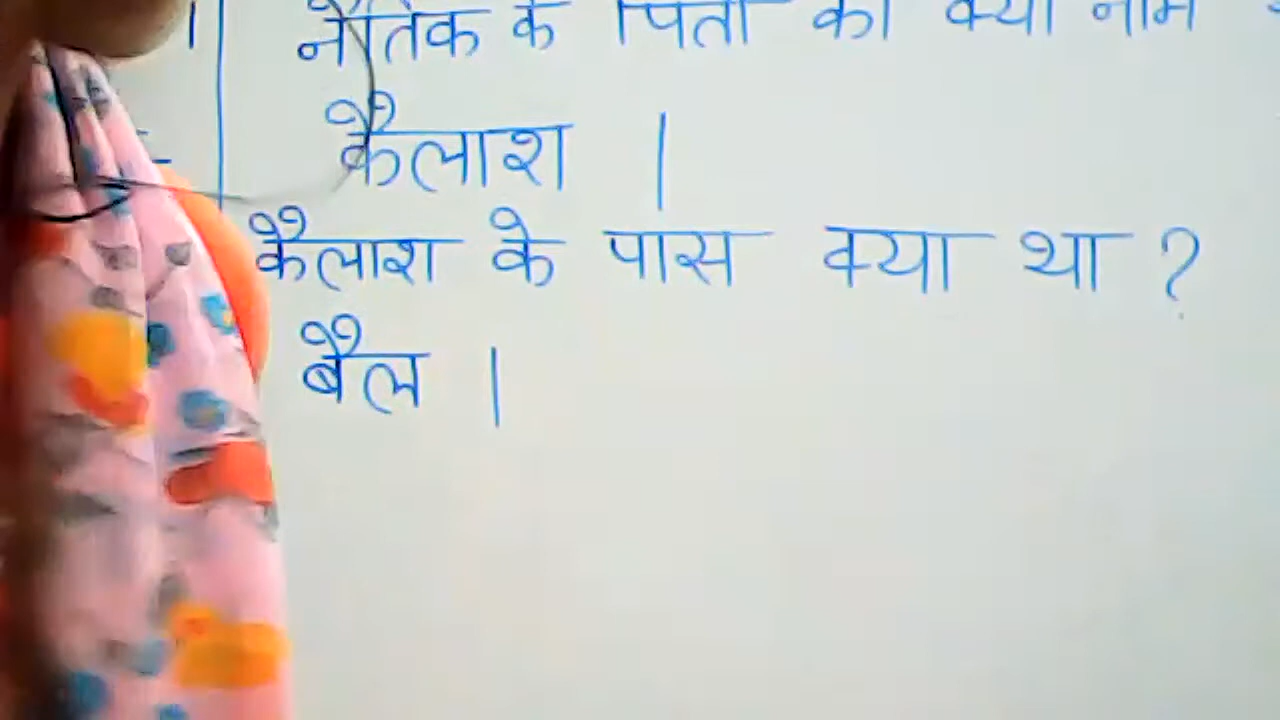 नैतिक के पिता का क्या नाम
कैलाश ।
कैलाश के पास क्या था ?
बैल ।